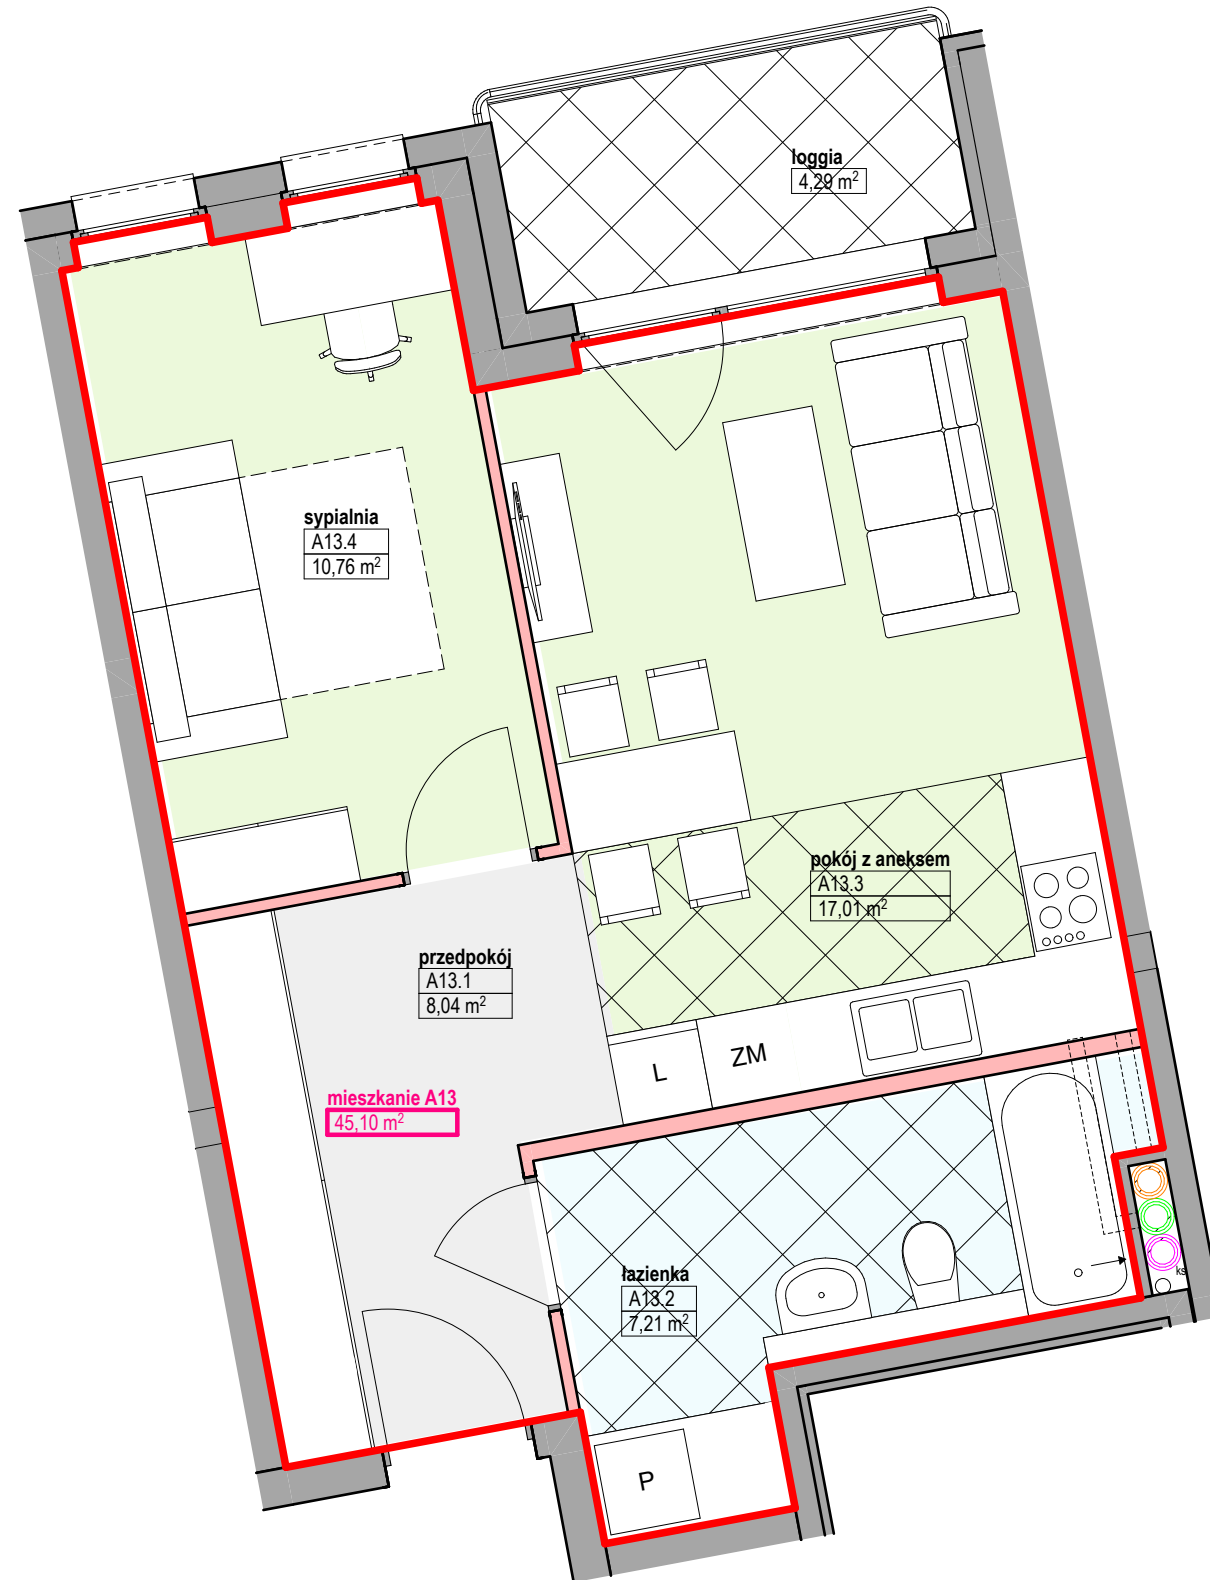 loggia
4,29 m²
sypialnia
A13.4
10,76 m²
pokój z aneksem
A13.3
17,01 m²
przedpokój
A13.1
8,04 m²
L
ZM
mieszkanie A13
45,10 m²
łazienka
A13.2
7,21 m²
ks
P